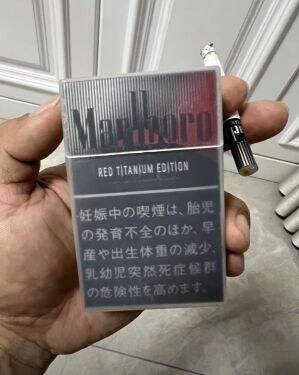 Marlboro
RED TITANIUM EDITION
妊娠中の喫煙は、胎児
の発育不全のほか、早
産や出生体重の減少、
乳幼児突然死症候群
の危険性を高めます。